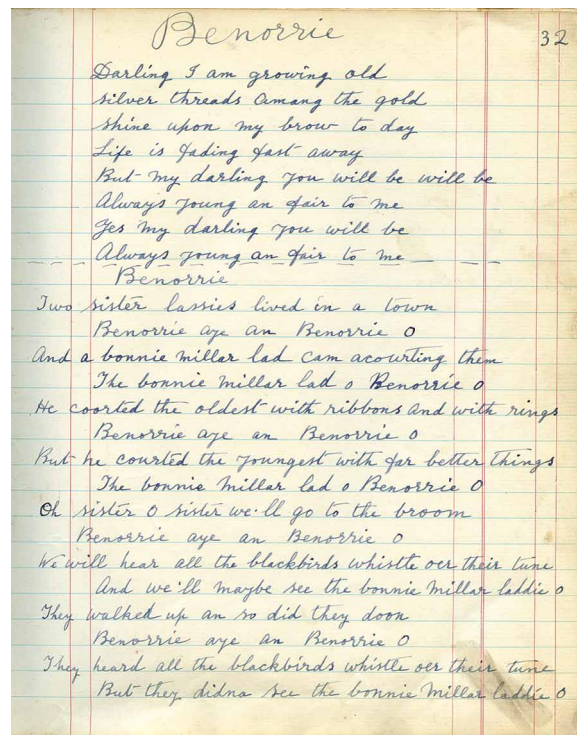 Benorrie
32
Darling I am growing old
silver threads amang the gold
shine upon my brow to day
Life is fading fast away
But my darling you will be will be
Always young an fair to me
Yes my darling you will be
Always young an fair to me
Benorrie
Two sister lassies lived in a town
Benorrie aye an Benorrie O
And a bonnie millar lad cam acourting them
The bonnie millar lad o Benorrie O
He coorted the oldest with ribbons and with rings
Benorrie aye an Benorrie O
But he courted the youngest with far better things
The bonnie millar lad o Benorrie O
Oh sister O sister we'll go to the broom
Benorrie aye an Benorrie O
We will hear all the blackbirds whistle oer their tune
And we'll maybe see the bonnie millar laddie O
They walked up an so did they doon
Benorrie aye an Benorrie O
They heard all the blackbirds whistle oer their tune
But they didna see the bonnie millar laddie O